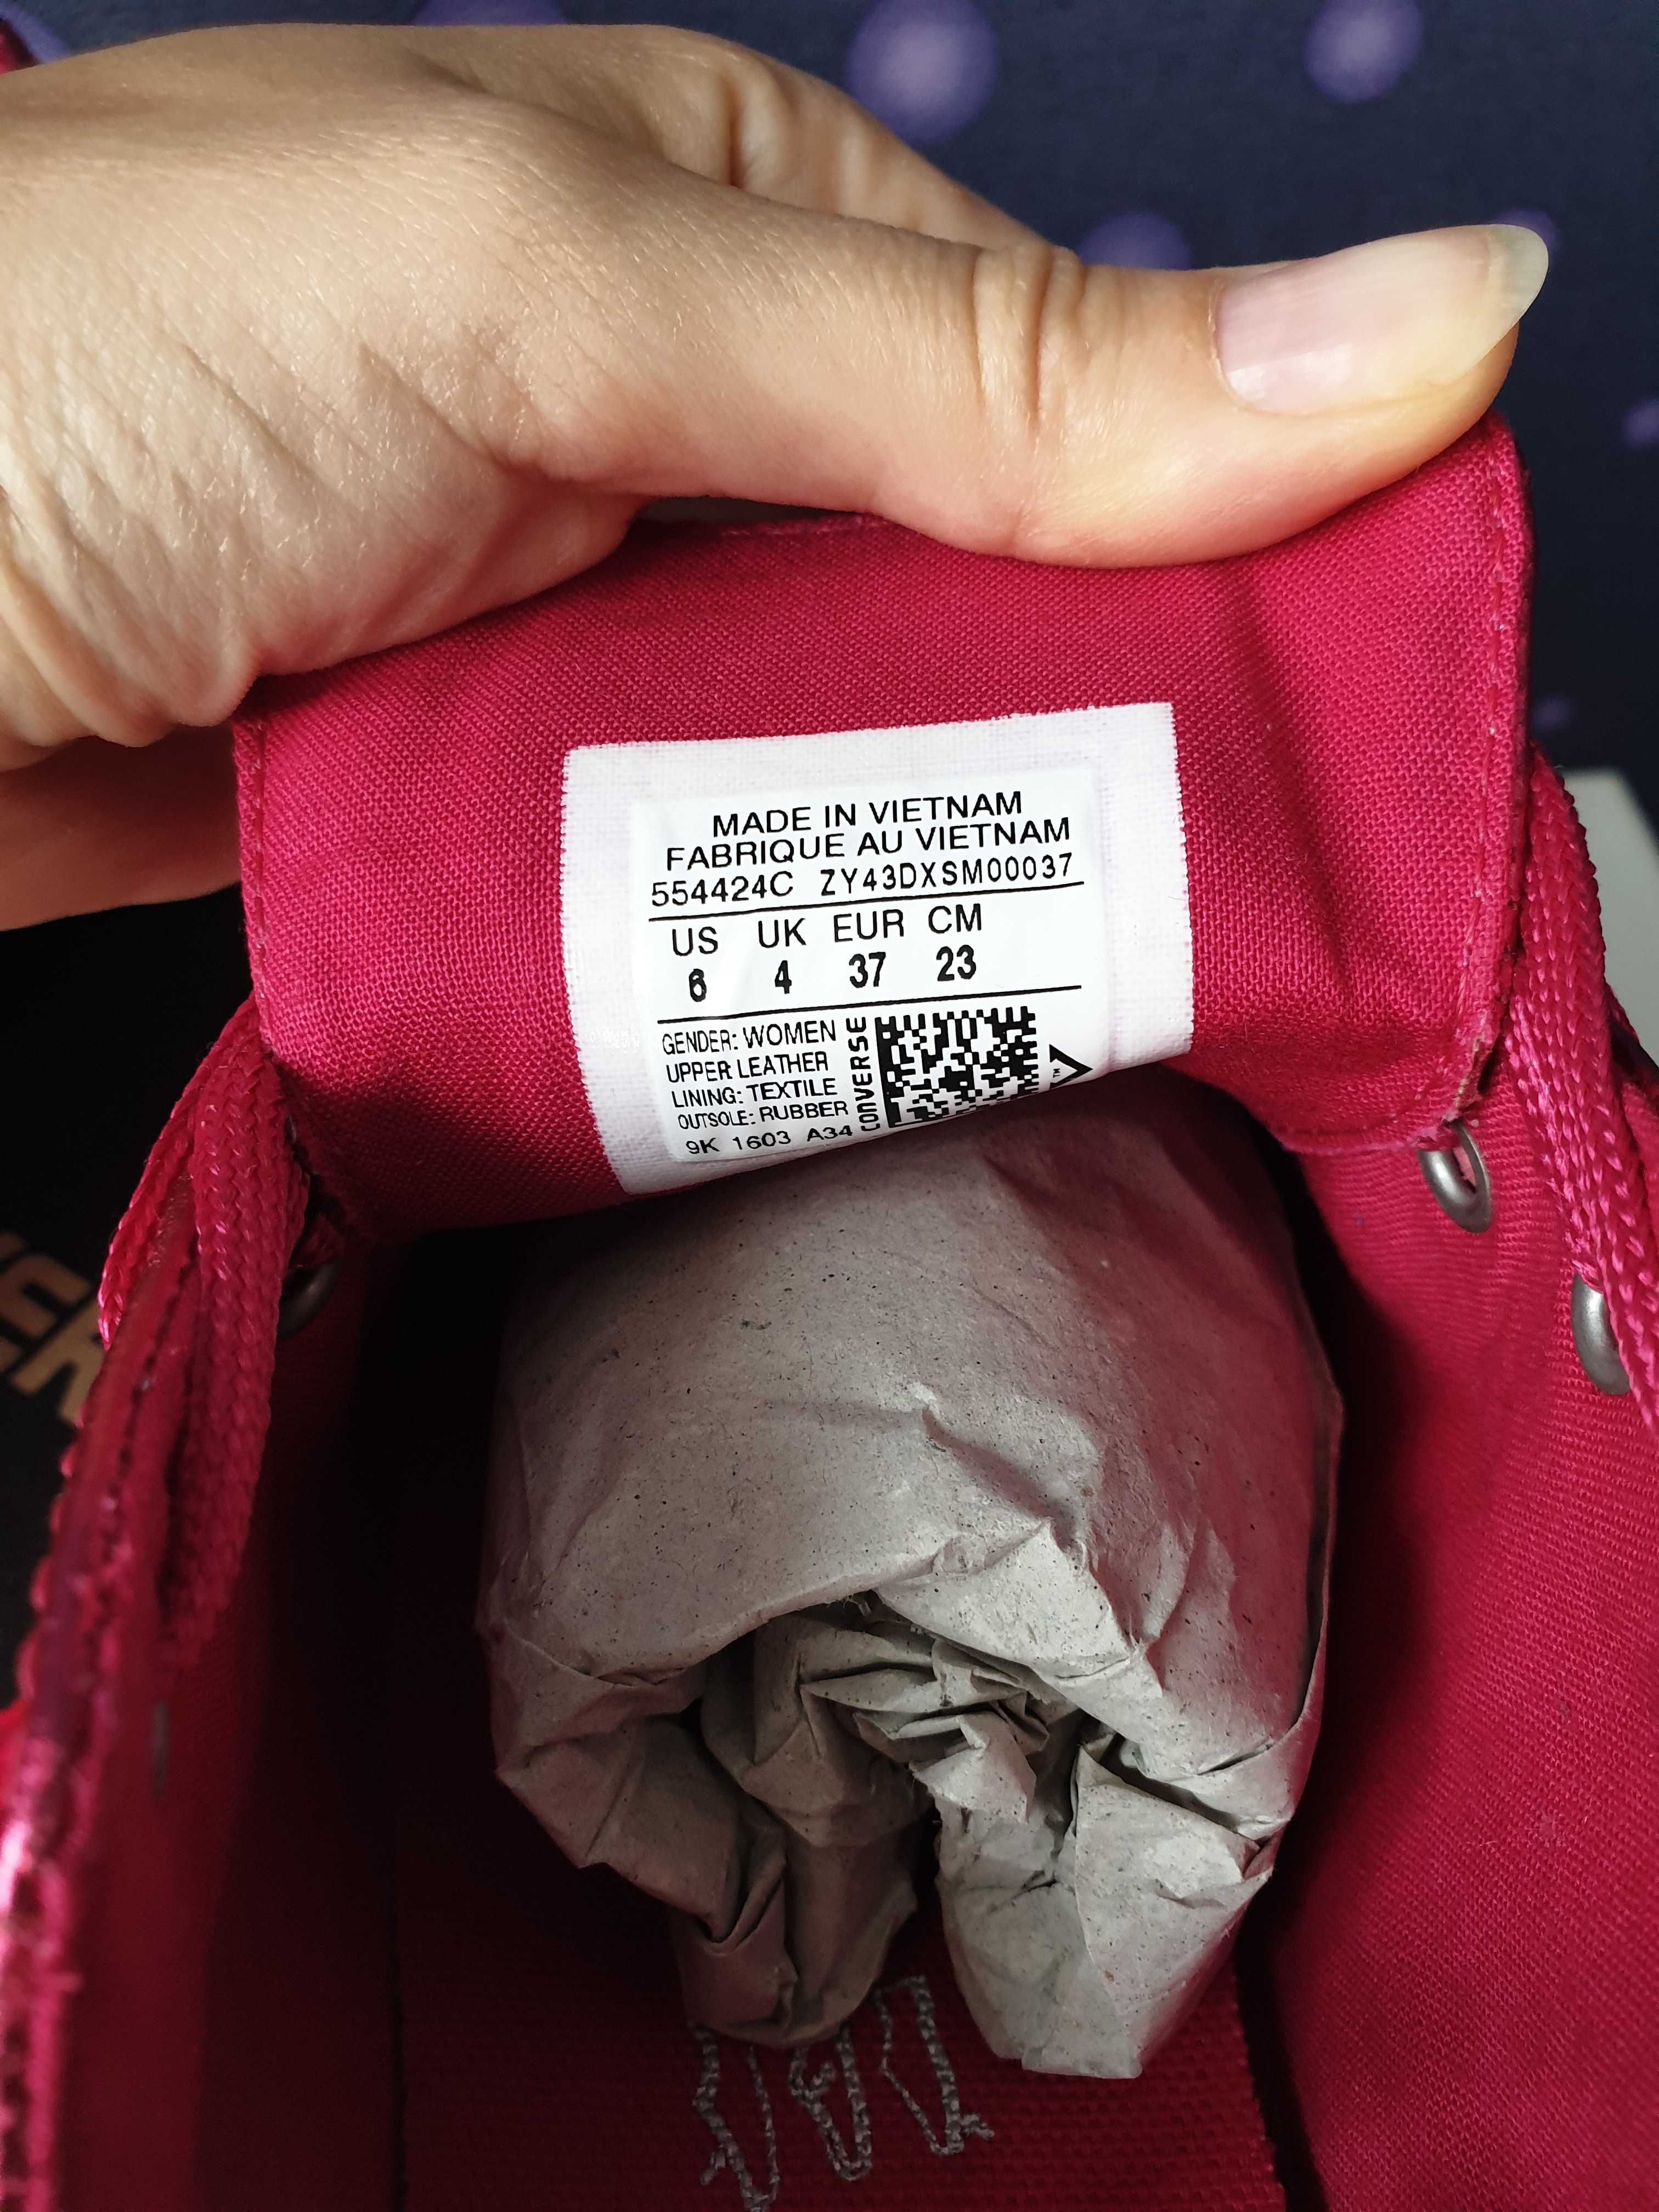 MADE IN VIETNAM
FABRIQUE AU VIETNAM
554424C ZY43DXSM00037
US UK EUR CM
6 4 37 23
GENDER: WOMEN
UPPER LEATHER
LINING: TEXTILE
OUTSOLE: RUBBER
9K 1603 A34
CONVERSE
TM